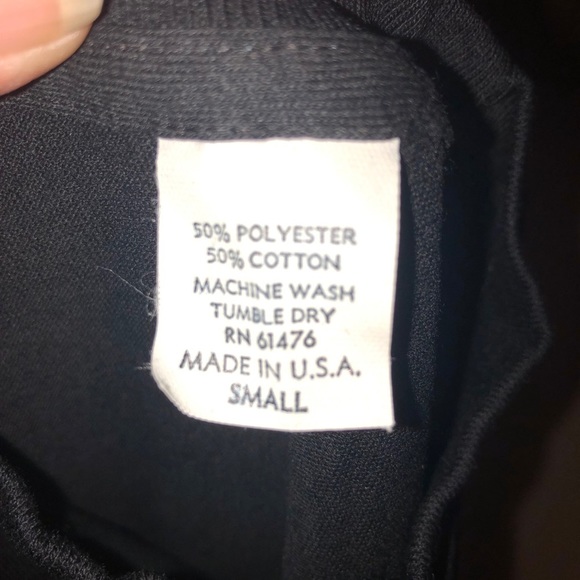 50% POLYESTER
50% COTTON
MACHINE WASH
TUMBLE DRY
RN 61476
MADE IN U.S.A.
SMALL